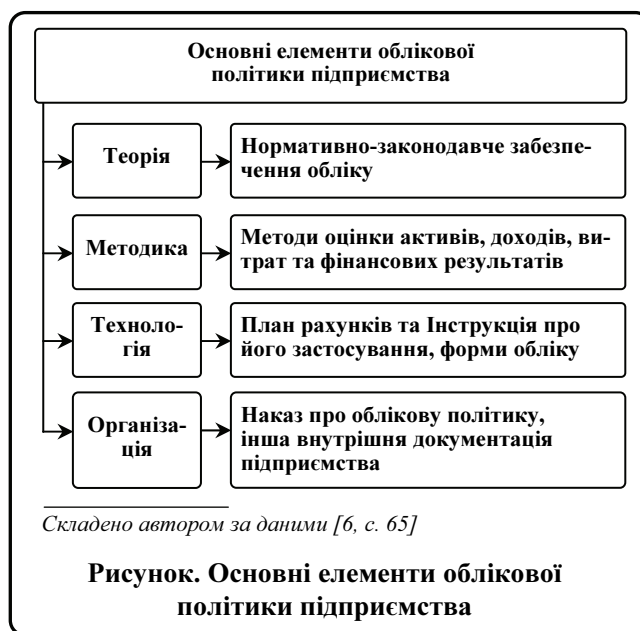 Основні елементи облікової
політики підприємства
Теорія
Нормативно-законодавче забезпе-
чення обліку
Методика
Методи оцінки активів, доходів, ви-
трат та фінансових результатів
Техноло-
гія
План рахунків та Інструкція про
його застосування, форми обліку
Організа-
ція
Наказ про облікову політику,
інша внутрішня документація
підприємства
Складено автором за даними [6, с. 65]
Рисунок. Основні елементи облікової
політики підприємства